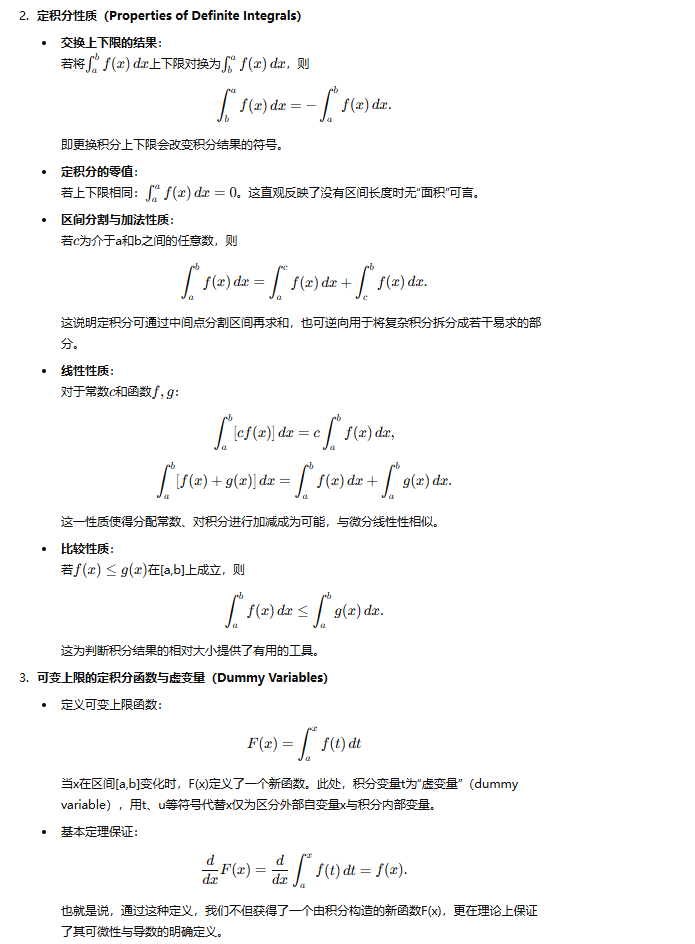 2. 定积分性质（Properties of Definite Integrals）
• 交换上下限的结果：
若将∫_a^b f(x) dx上下限对换为∫_b^a f(x) dx，则
∫_b^a f(x) dx = −∫_a^b f(x) dx.
即更换积分上下限会改变积分结果的符号。
• 定积分的零值：
若上下限相同：∫_a^a f(x) dx = 0。这直观反映了没有区间长度时无“面积”可言。
• 区间分割与加法性质：
若c为介于a和b之间的任意数，则
∫_a^b f(x) dx = ∫_a^c f(x) dx + ∫_c^b f(x) dx.
这说明定积分可通过中间点分割区间再求和，也可逆向用于将复杂积分拆分成若干易求的部
分。
• 线性性质：
对于常数c和函数f, g：
∫_a^b [cf(x)] dx = c ∫_a^b f(x) dx,
∫_a^b [f(x) + g(x)] dx = ∫_a^b f(x) dx + ∫_a^b g(x) dx.
这一性质使得分配常数、对积分进行加减成为可能，与微分线性性相似。
• 比较性质：
若f(x) ≤ g(x)在[a,b]上成立，则
∫_a^b f(x) dx ≤ ∫_a^b g(x) dx.
这为判断积分结果的相对大小提供了有用的工具。
3. 可变上限的定积分函数与虚变量（Dummy Variables）
• 定义可变上限函数：
F(x) = ∫_a^x f(t) dt
当x在区间[a,b]变化时，F(x)定义了一个新函数。此处，积分变量t为“虚变量”（dummy
variable），用t、u等符号代替x仅为区分外部自变量x与积分内部变量。
• 基本定理保证：
d/dx F(x) = d/dx ∫_a^x f(t) dt = f(x).
也就是说，通过这种定义，我们不但获得了一个由积分构造的新函数F(x)，更在理论上保证
了其可微性与导数的明确定义。